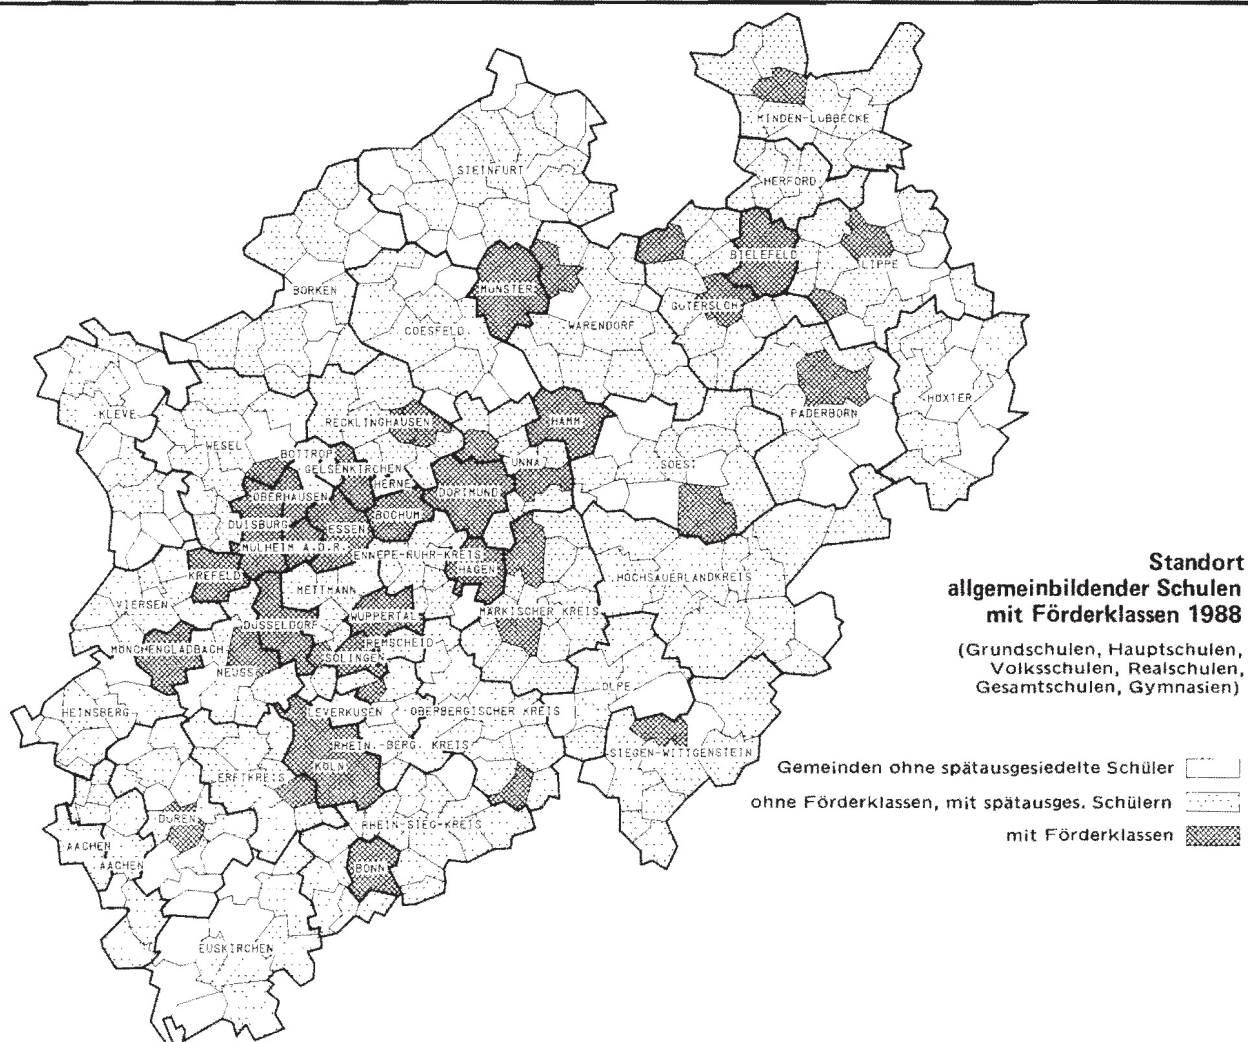 MINDEN-LÜBBECKE
STEINFURT
HERFORD
BIELEFELD
LIPPE
BORKEN
MÜNSTER
GÜTERSLOH
COESFELD
WARENDORF
KLEVE
PADERBORN
HÖXTER
RECKLINGHAUSEN
HAMM
WESEL
BOTTROP
GELSENKIRCHEN
UNNA
SOEST
HERNE
OBERHAUSEN
DORTMUND
DUISBURG
ESSEN
BOCHUM
MÜLHEIM A.D.R.
ENNEPE-RUHR-KREIS
HAGEN
KREFELD
METTMANN
HOCHSAUERLANDKREIS
VIERSEN
WUPPERTAL
MÄRKISCHER KREIS
DÜSSELDORF
MÖNCHENGLADBACH
REMSCHEID
SOLINGEN
NEUSS
OLPE
HEINSBERG
LEVERKUSEN
OBERBERGISCHER KREIS
RHEIN.-BERG. KREIS
SIEGEN-WITTGENSTEIN
KÖLN
ERFTKREIS
DÜREN
RHEIN-SIEG-KREIS
AACHEN
AACHEN
BONN
EUSKIRCHEN
Standort
allgemeinbildender Schulen
mit Förderklassen 1988
(Grundschulen, Hauptschulen,
Volksschulen, Realschulen,
Gesamtschulen, Gymnasien)
Gemeinden ohne spätausgesiedelte Schüler
ohne Förderklassen, mit spätausges. Schülern
mit Förderklassen